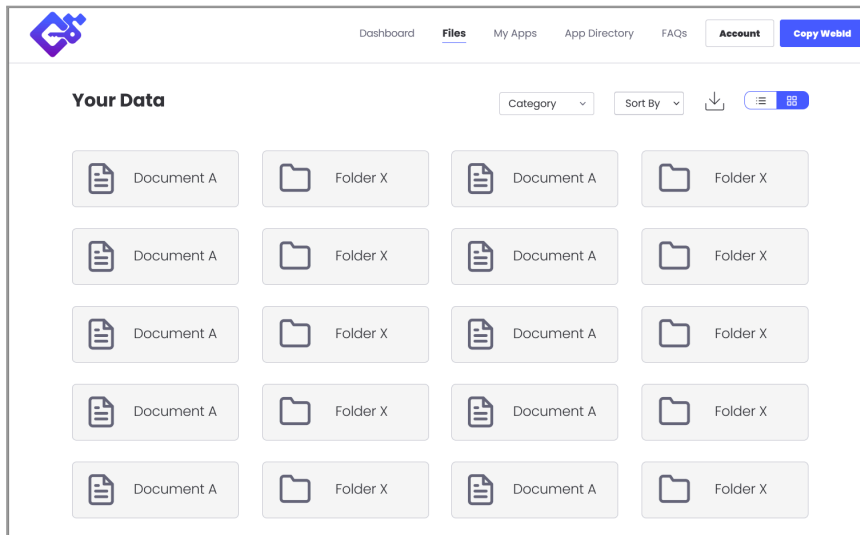 Dashboard Files My Apps App Directory FAQs Account Copy WebId
Your Data Category Sort By
Document A Folder X Document A Folder X
Document A Folder X Document A Folder X
Document A Folder X Document A Folder X
Document A Folder X Document A Folder X
Document A Folder X Document A Folder X